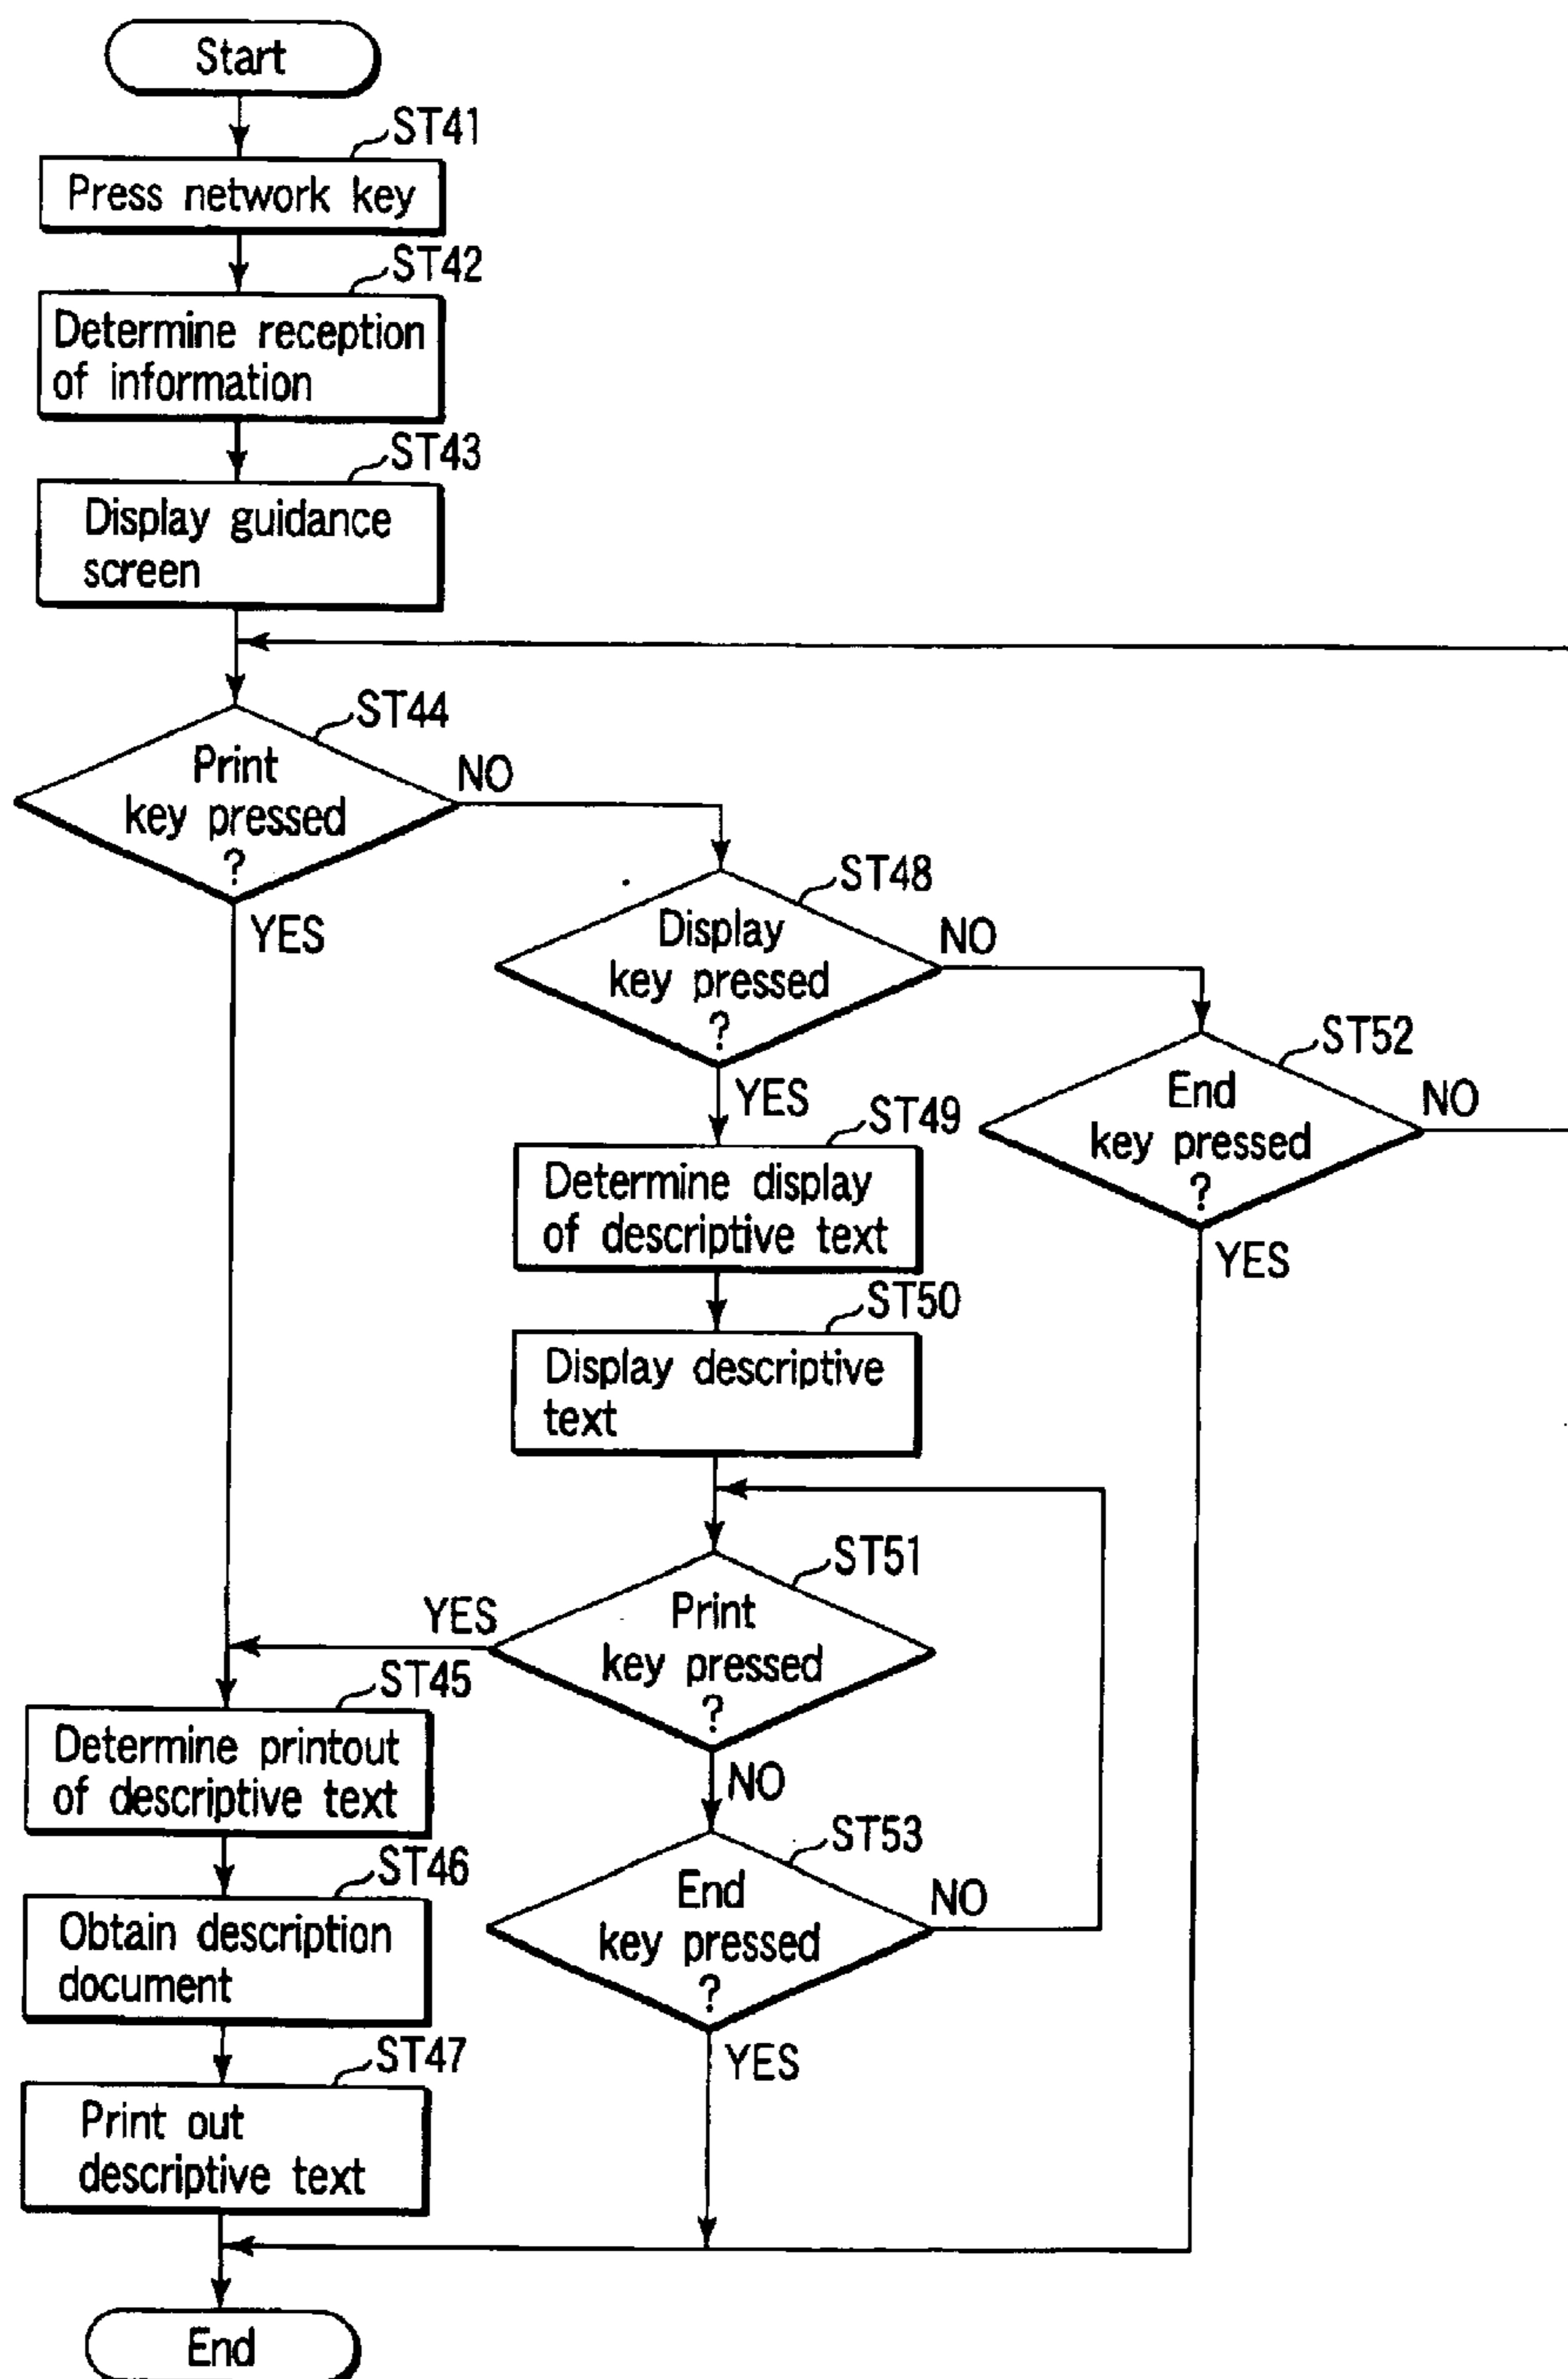 Start
ST41
Press network key
ST42
Determine reception
of information
ST43
Display guidance
screen
ST44
Print
key pressed
?
NO
YES
ST48
Display
key pressed
?
NO
YES
ST52
End
key pressed
?
NO
YES
ST49
Determine display
of descriptive text
ST50
Display descriptive
text
ST51
Print
key pressed
?
YES
NO
ST45
Determine printout
of descriptive text
ST46
Obtain description
document
ST47
Print out
descriptive text
ST53
End
key pressed
?
NO
YES
End